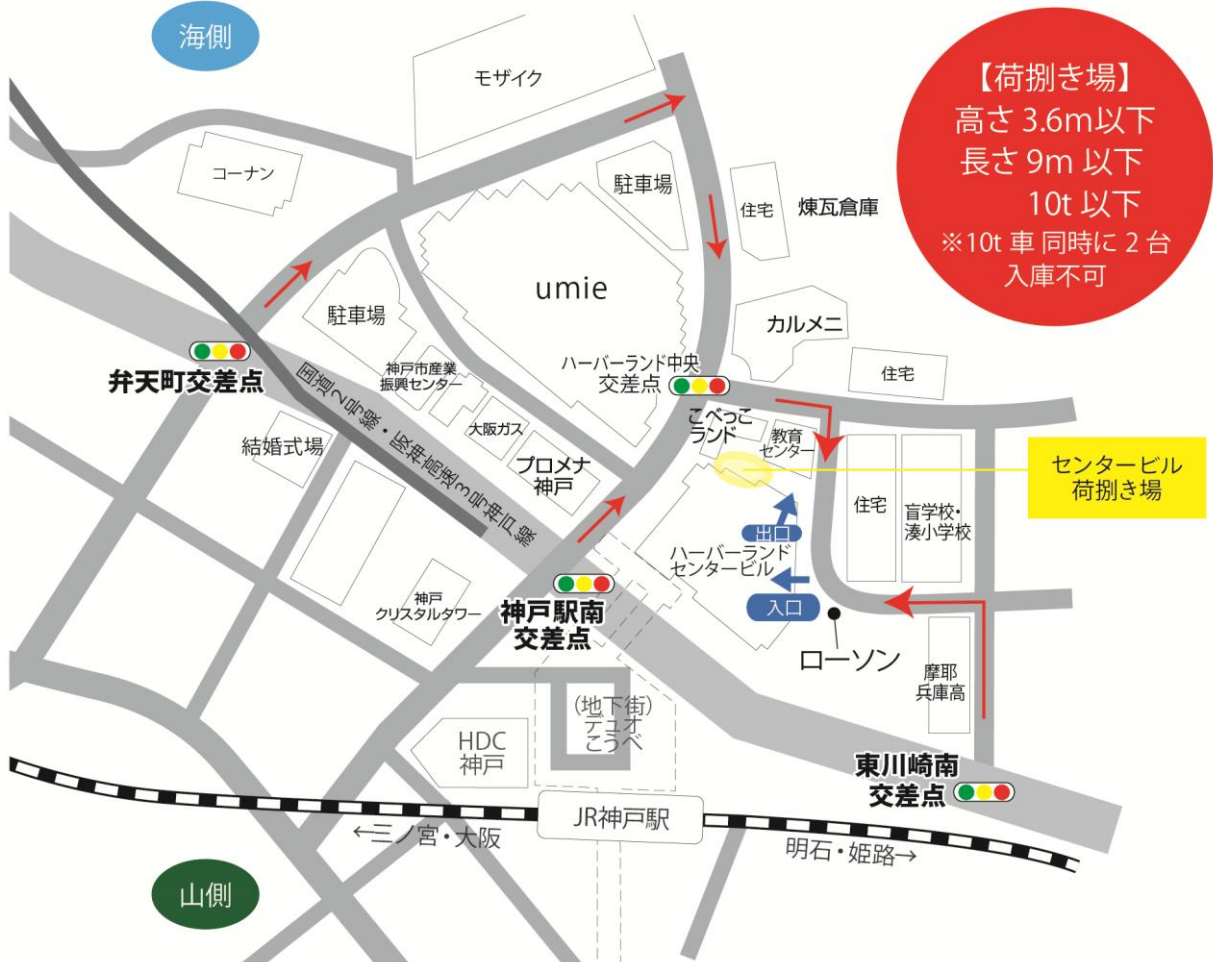 海側
モザイク
【荷捌き場】
高さ 3.6m以下
長さ 9m 以下
10t 以下
※10t 車 同時に 2 台
入庫不可
コーナン
駐車場
住宅
煉瓦倉庫
umie
駐車場
カルメニ
弁天町交差点
神戸市産業
振興センター
ハーバーランド中央
交差点
住宅
国道2号線・阪神高速3号神戸線
結婚式場
大阪ガス
プロメナ
神戸
こべっこ
ランド
教育
センター
センタービル
荷捌き場
住宅
盲学校・
湊小学校
出口
ハーバーランド
センタービル
入口
神戸
クリスタルタワー
神戸駅南
交差点
ローソン
摩耶
兵庫高
(地下街)
デュオ
こうべ
HDC
神戸
東川崎南
交差点
JR神戸駅
←三ノ宮・大阪
明石・姫路→
山側